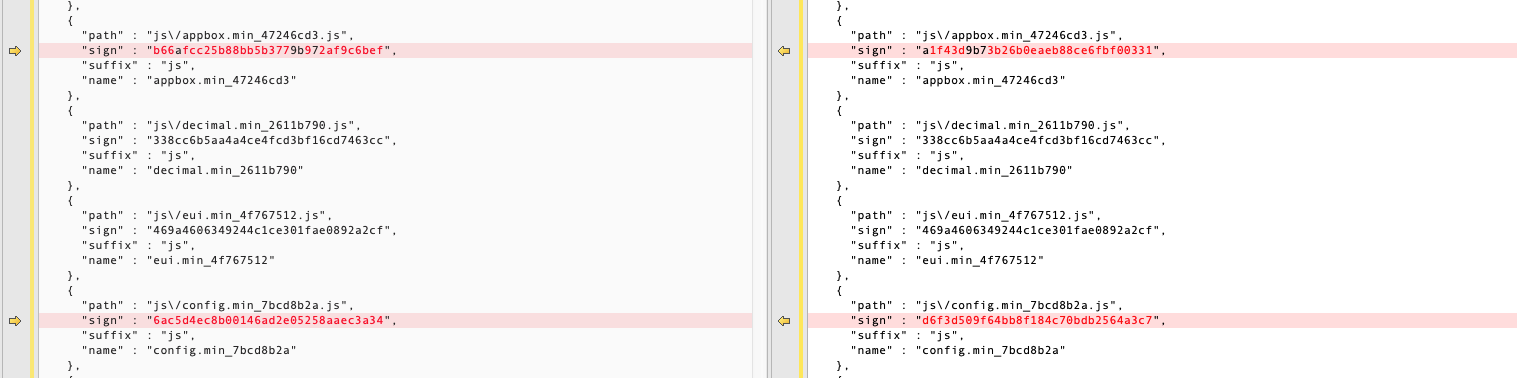 },
{
"path" : "js\/appbox.min_47246cd3.js",
"sign" : "b66afcc25b88bb5b3779b972af9c6bef",
"suffix" : "js",
"name" : "appbox.min_47246cd3"
},
{
"path" : "js\/decimal.min_2611b790.js",
"sign" : "338cc6b5aa4a4ce4fcd3bf16cd7463cc",
"suffix" : "js",
"name" : "decimal.min_2611b790"
},
{
"path" : "js\/eui.min_4f767512.js",
"sign" : "469a4606349244c1ce301fae0892a2cf",
"suffix" : "js",
"name" : "eui.min_4f767512"
},
{
"path" : "js\/config.min_7bcd8b2a.js",
"sign" : "6ac5d4ec8b00146ad2e05258aaec3a34",
"suffix" : "js",
"name" : "config.min_7bcd8b2a"
},
},
{
"path" : "js\/appbox.min_47246cd3.js",
"sign" : "a1f43d9b73b26b0eaeb88ce6fbf00331",
"suffix" : "js",
"name" : "appbox.min_47246cd3"
},
{
"path" : "js\/decimal.min_2611b790.js",
"sign" : "338cc6b5aa4a4ce4fcd3bf16cd7463cc",
"suffix" : "js",
"name" : "decimal.min_2611b790"
},
{
"path" : "js\/eui.min_4f767512.js",
"sign" : "469a4606349244c1ce301fae0892a2cf",
"suffix" : "js",
"name" : "eui.min_4f767512"
},
{
"path" : "js\/config.min_7bcd8b2a.js",
"sign" : "d6f3d509f64bb8f184c70bdb2564a3c7",
"suffix" : "js",
"name" : "config.min_7bcd8b2a"
},